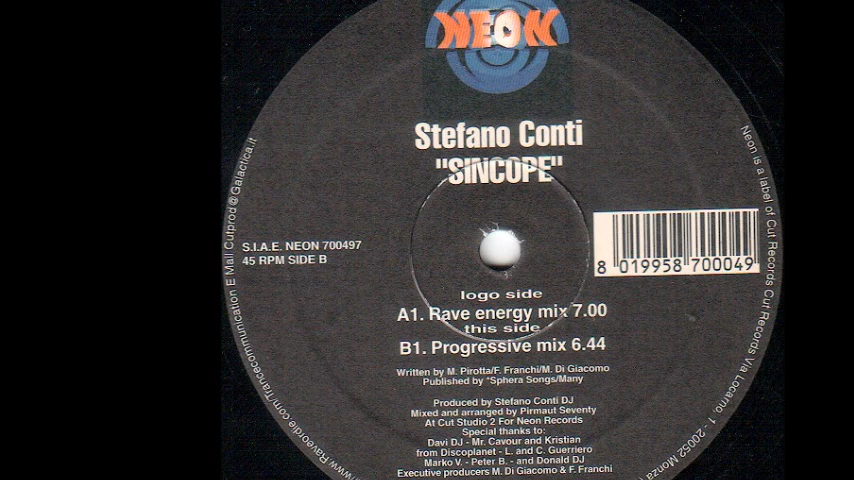 NEON
Stefano Conti
"SINCOPE"
S.I.A.E. NEON 700497
45 RPM SIDE B
8 019958 700049
logo side
A1. Rave energy mix 7.00
this side
B1. Progressive mix 6.44
Written by M. Pirotta/F. Franchi/M. Di Giacomo
Published by "Sphera Songs/Many
Produced by Stefano Conti DJ
Mixed and arranged by Pirmaut Seventy
At Cut Studio 2 For Neon Records
Special thanks to:
Davi DJ - Mr. Cavour and Kristian
from Discoplanet - L. and C. Guerriero
Marko V. - Peter B. - and Donald DJ
Executive producers M. Di Giacomo & F. Franchi
Neon is a label of Cut Records Cut Records Via Locarno, 1 - 20052 Monza
//www.Raveordie.com/Trancecommunication E Mail Cutprod@Galactica.it